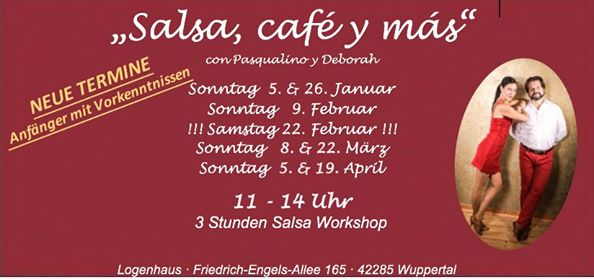 „Salsa, café y más“
con Pasqualino y Deborah
NEUE TERMINE
Anfänger mit Vorkenntnissen
Sonntag 5. & 26. Januar
Sonntag 9. Februar
!!! Samstag 22. Februar !!!
Sonntag 8. & 22. März
Sonntag 5. & 19. April
11 - 14 Uhr
3 Stunden Salsa Workshop
Logenhaus · Friedrich-Engels-Allee 165 · 42285 Wuppertal